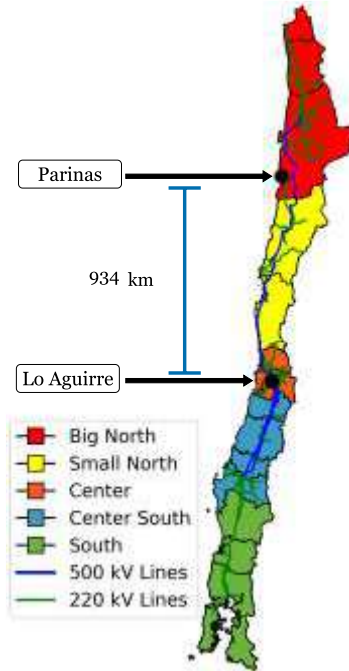 Parinas
934 km
Lo Aguirre
Big North
Small North
Center
Center South
South
500 kV Lines
220 kV Lines